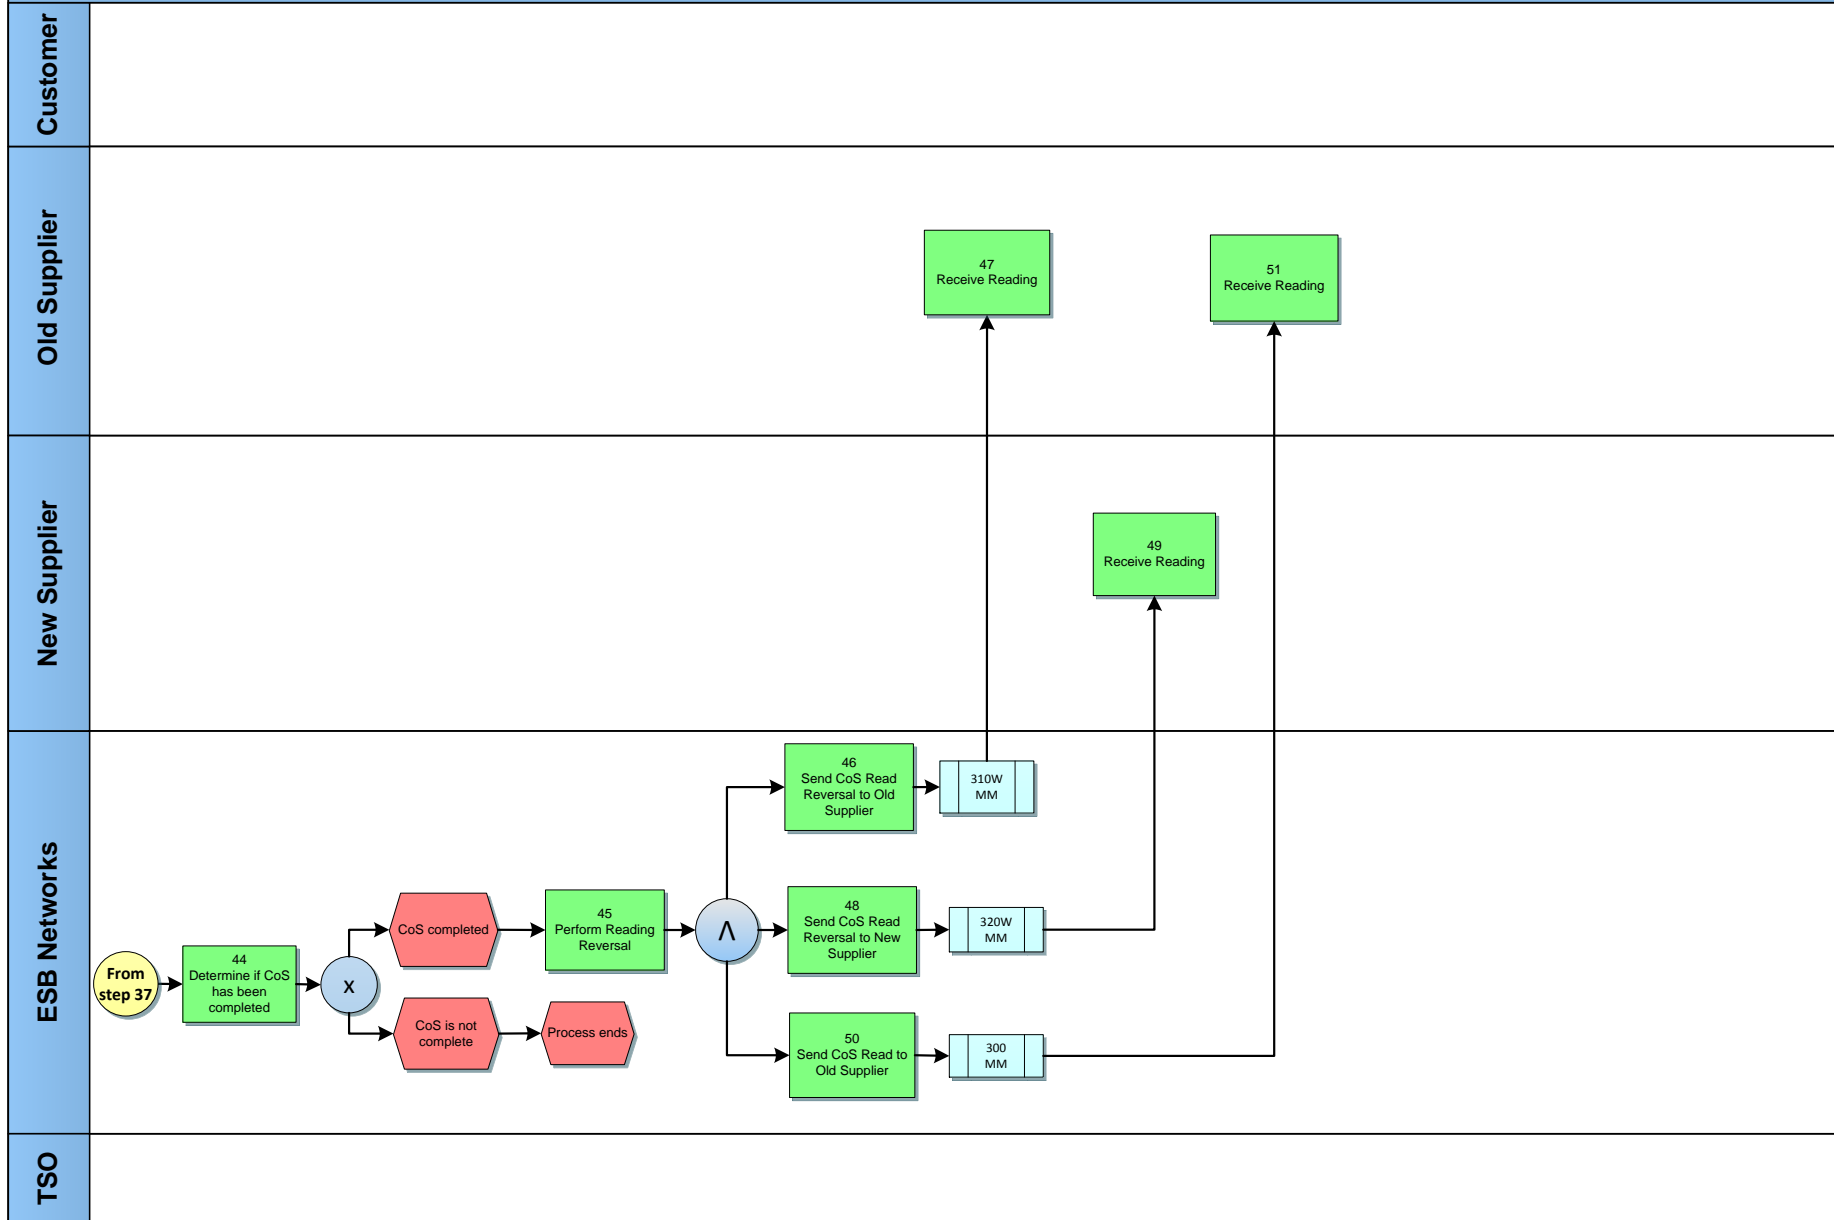 Customer
Old Supplier
47
Receive Reading
51
Receive Reading
New Supplier
49
Receive Reading
ESB Networks
From
step 37
44
Determine if CoS
has been
completed
x
CoS completed
CoS is not
complete
Process ends
45
Perform Reading
Reversal
Λ
46
Send CoS Read
Reversal to Old
Supplier
310W
MM
48
Send CoS Read
Reversal to New
Supplier
320W
MM
50
Send CoS Read to
Old Supplier
300
MM
TSO